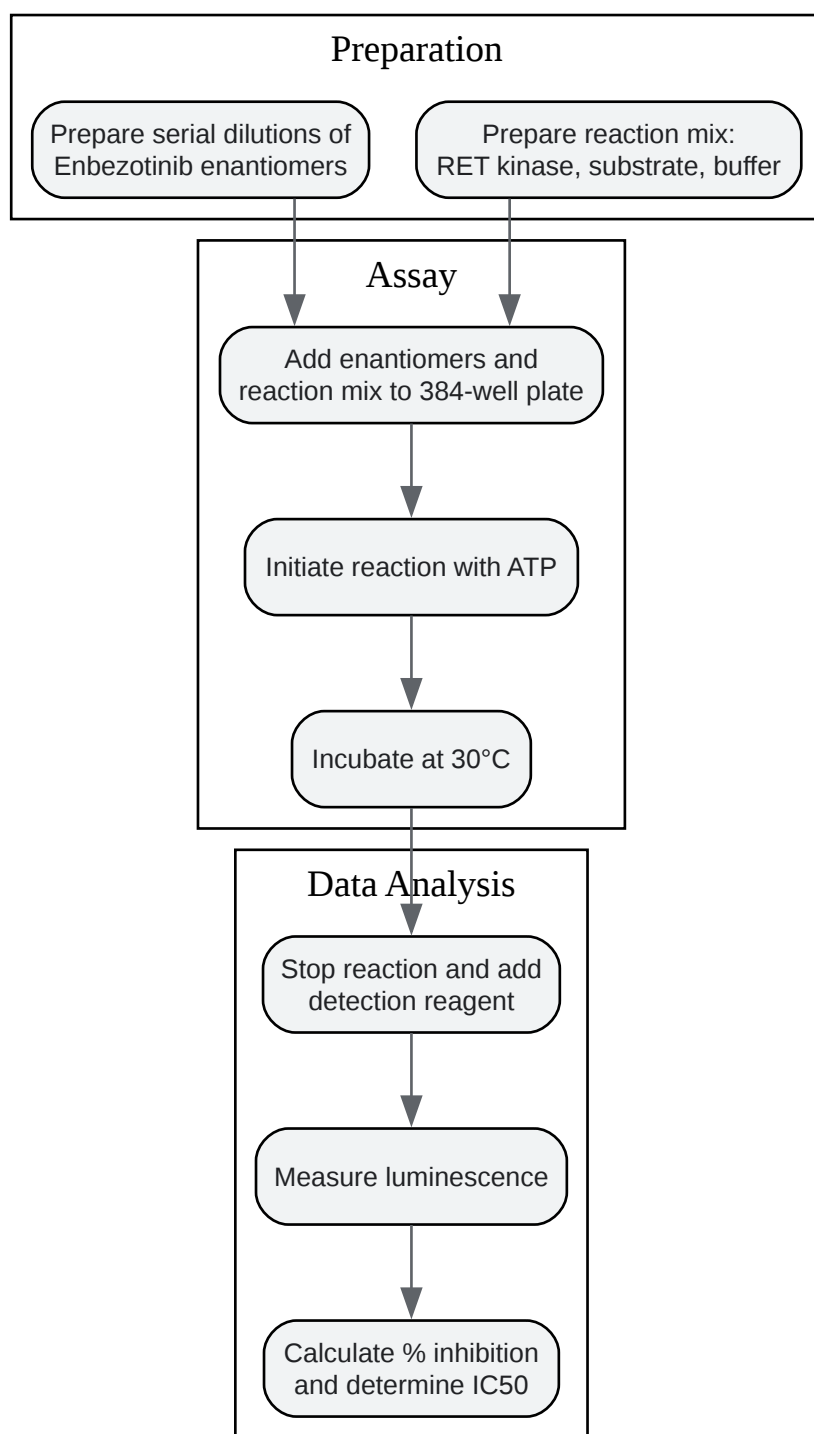 Preparation
Prepare serial dilutions of
Enbezotinib enantiomers
Prepare reaction mix:
RET kinase, substrate, buffer
Assay
Add enantiomers and
reaction mix to 384-well plate
Initiate reaction with ATP
Incubate at 30°C
Data Analysis
Stop reaction and add
detection reagent
Measure luminescence
Calculate % inhibition
and determine IC50